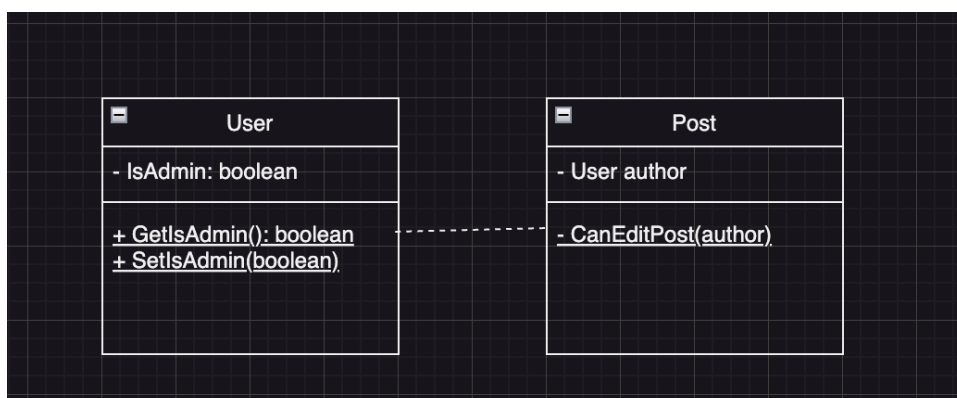 User
- IsAdmin: boolean
+ GetIsAdmin(): boolean
+ SetIsAdmin(boolean)
Post
- User author
- CanEditPost(author)